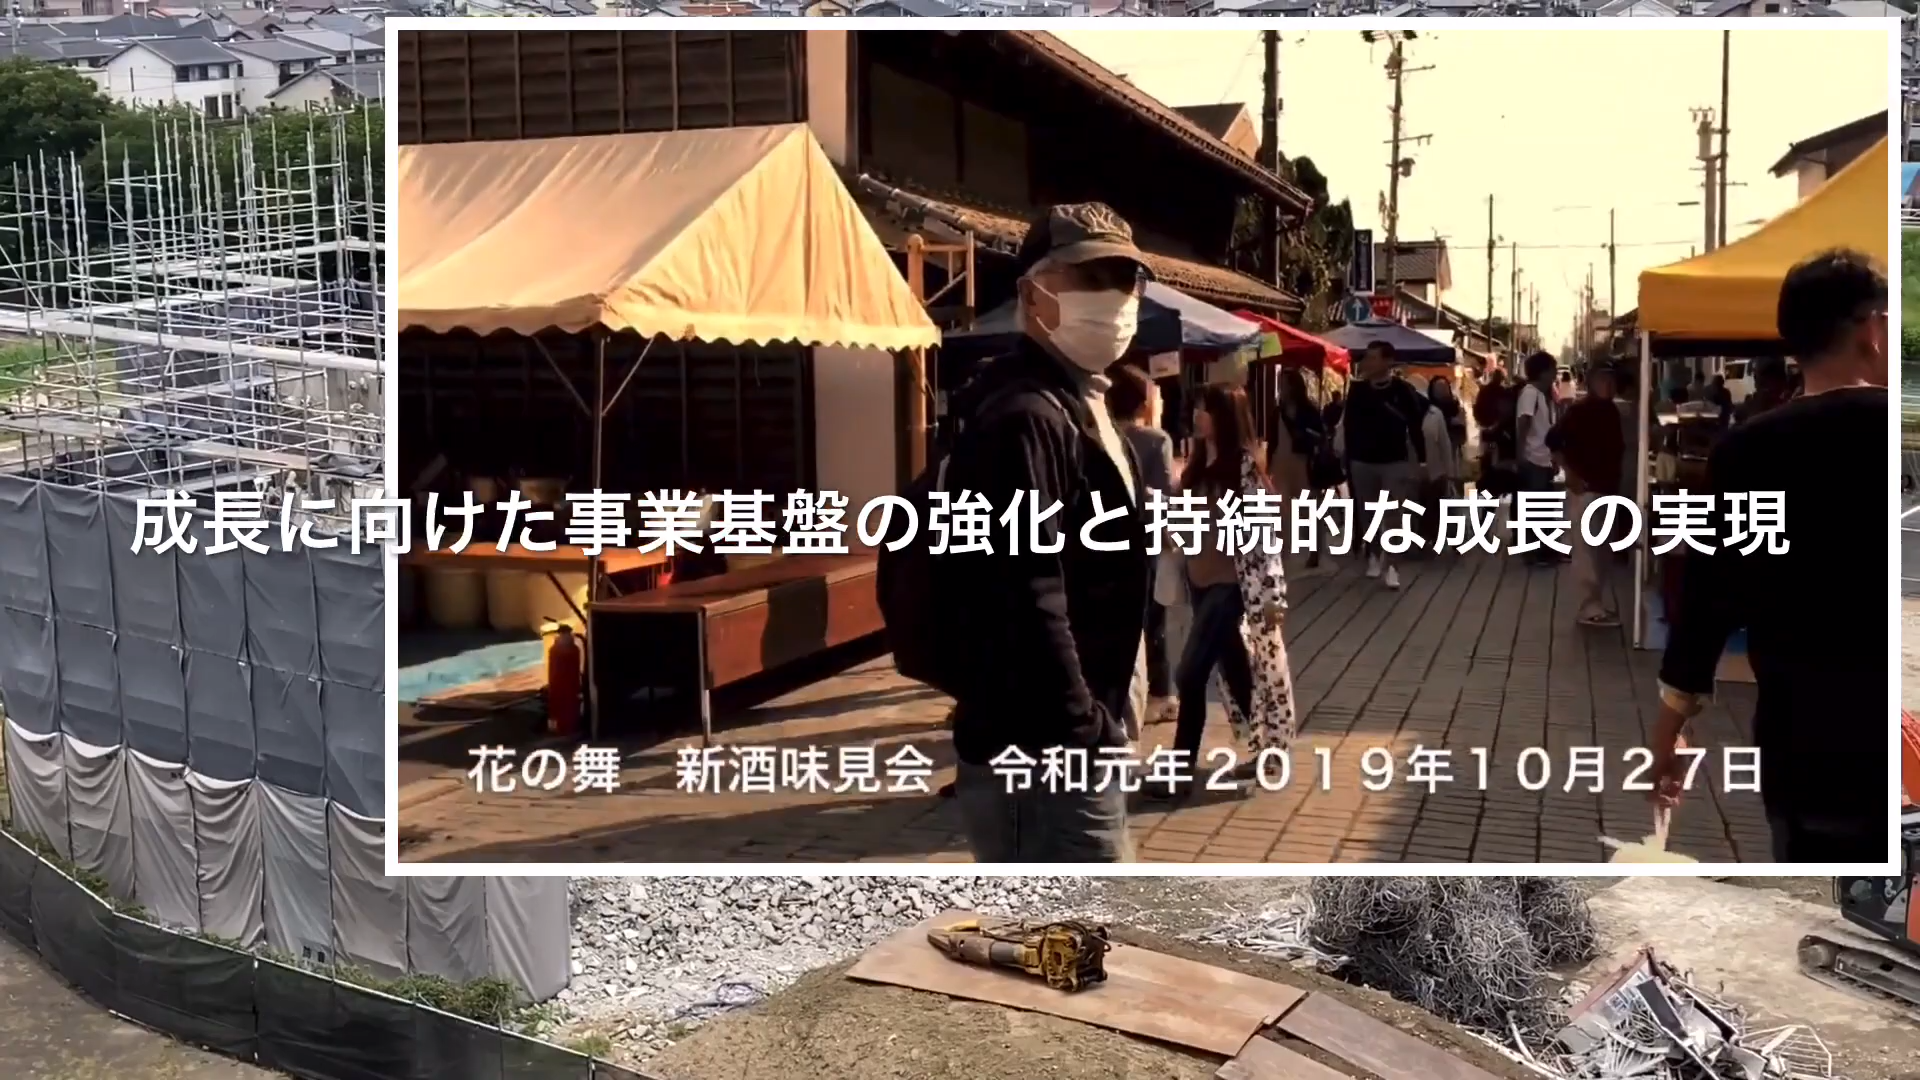 成長に向けた事業基盤の強化と持続的な成長の実現
花の舞　新酒味見会　令和元年２０１９年１０月２７日